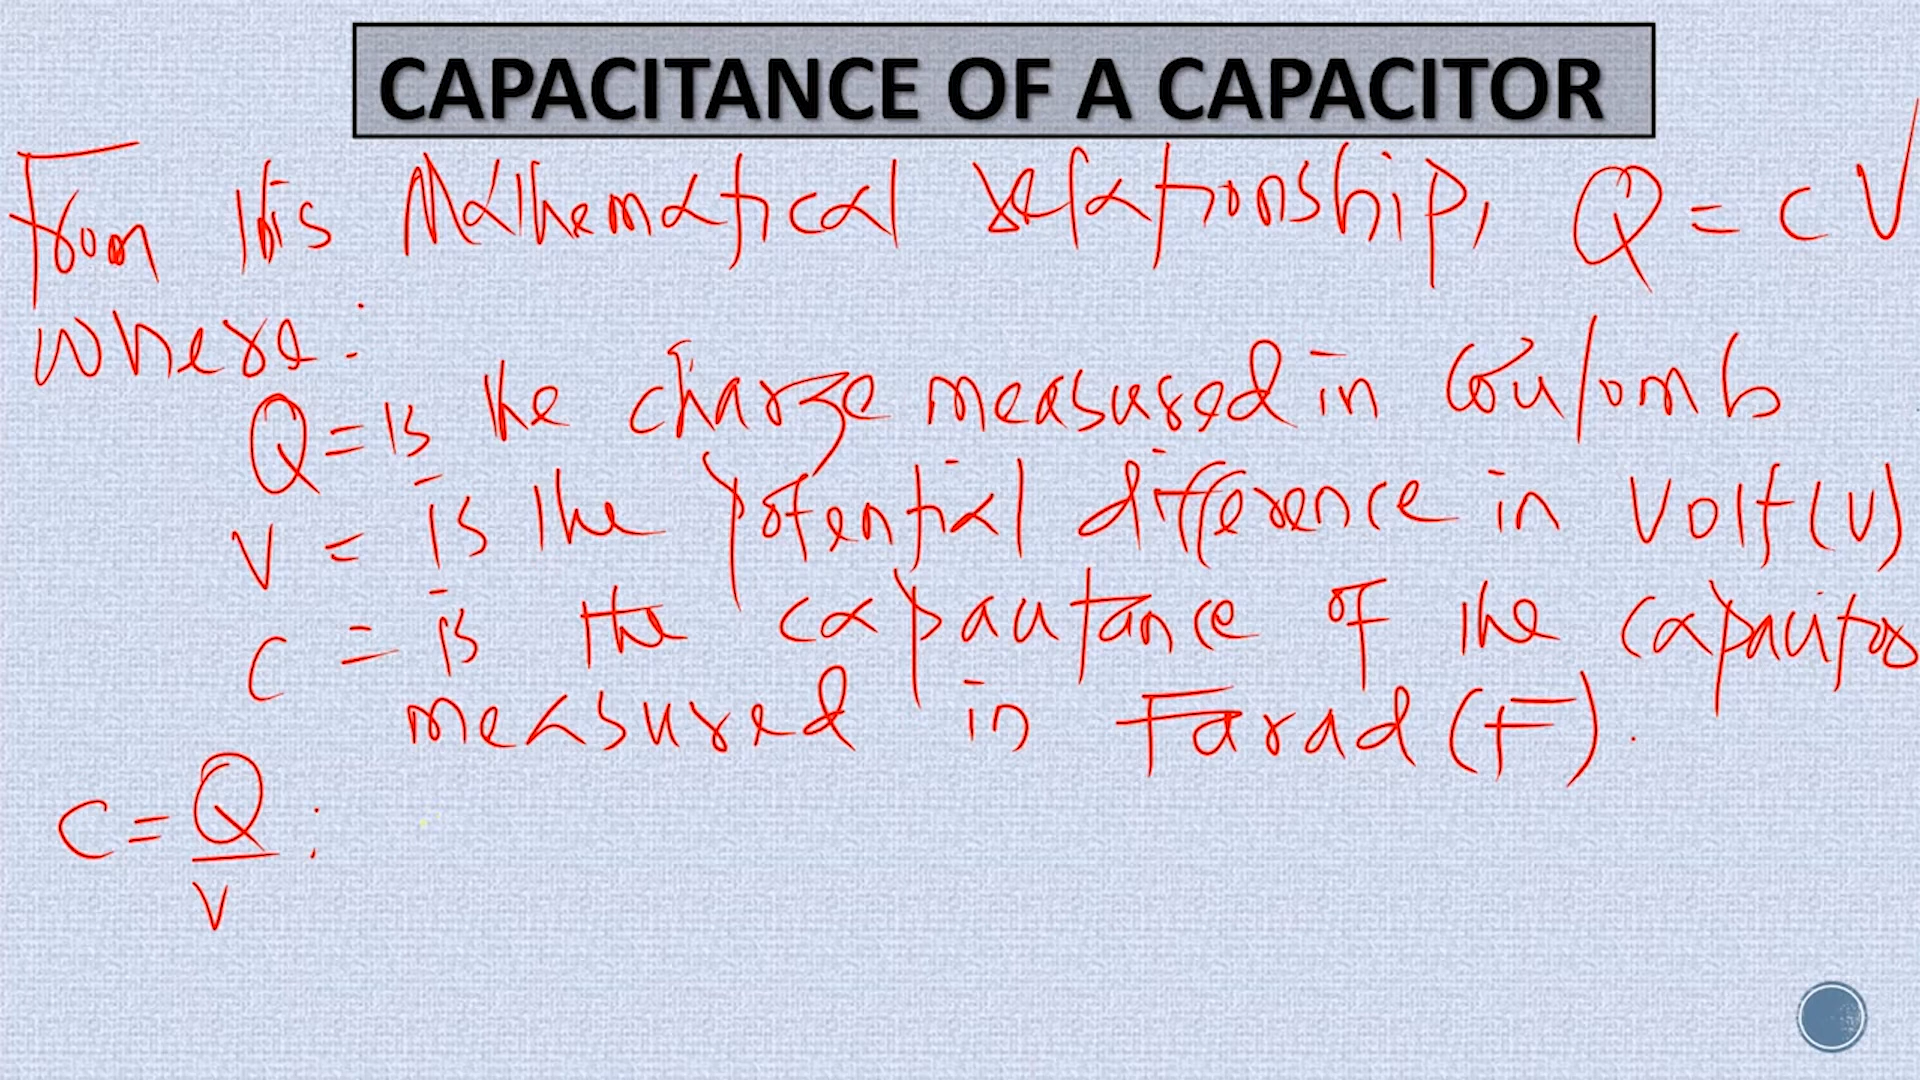 CAPACITANCE OF A CAPACITOR
From this Mathematical relationship, Q = CV
where:
Q = is the charge measured in Coulomb
V = is the potential difference in Volt (V)
C = is the capacitance of the capacitor
measured in Farad (F).
C = Q/V :